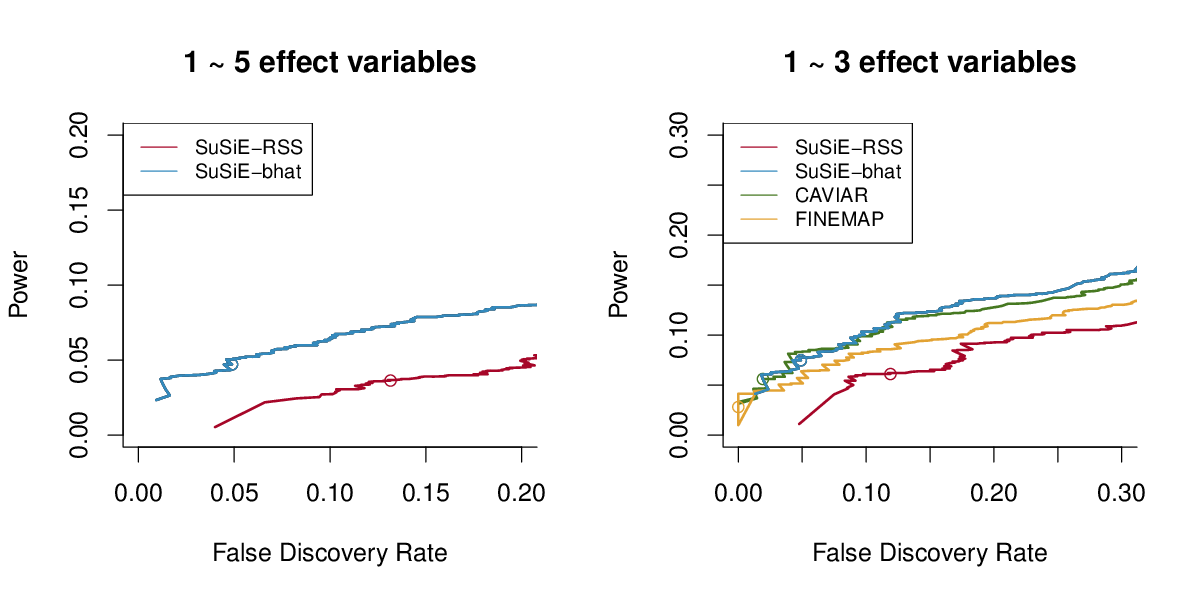 1 ~ 5 effect variables
SuSiE−RSS
SuSiE−bhat
Power
0.20
0.15
0.10
0.05
0.00
0.00 0.05 0.10 0.15 0.20
False Discovery Rate
1 ~ 3 effect variables
SuSiE−RSS
SuSiE−bhat
CAVIAR
FINEMAP
Power
0.30
0.20
0.10
0.00
0.00 0.10 0.20 0.30
False Discovery Rate